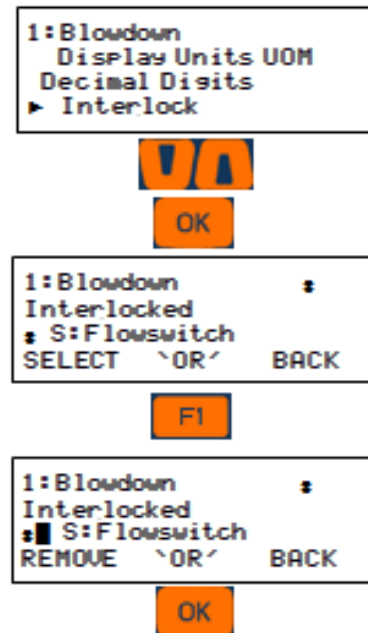 1:Blowdown
Display Units UOM
Decimal Digits
► Interlock
OK
1:Blowdown
Interlocked
S:Flowswitch
SELECT `OR´ BACK
F1
1:Blowdown
Interlocked
S:Flowswitch
REMOVE `OR´ BACK
OK